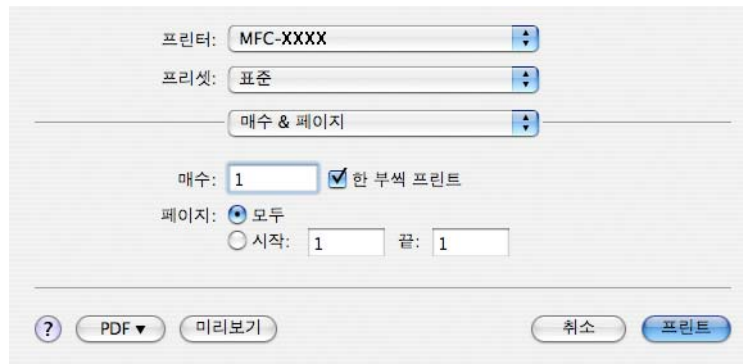 프린터: MFC-XXXX
프리셋: 표준
매수 & 페이지
매수: 1 한 부씩 프린트
페이지: 모두
시작: 1 끝: 1
? PDF ▼ 미리보기 취소 프린트